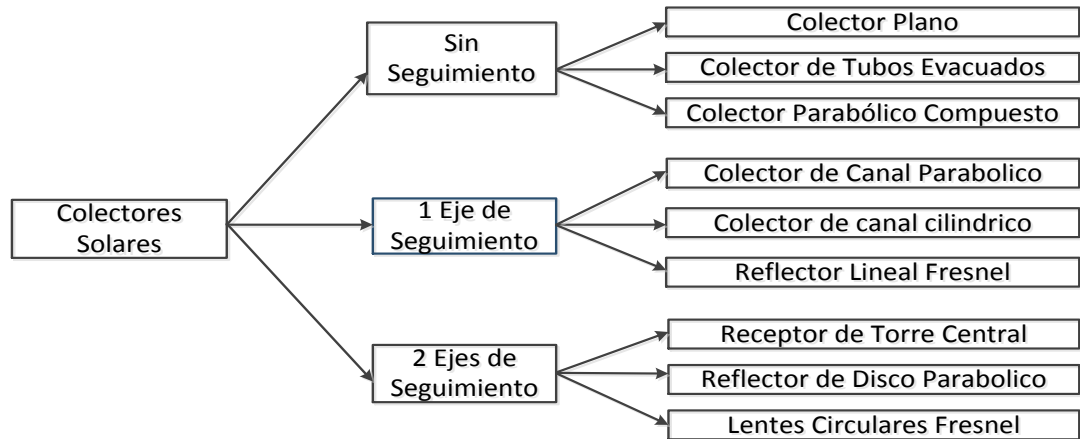 Colectores
Solares
Sin
Seguimiento
Colector Plano
Colector de Tubos Evacuados
Colector Parabólico Compuesto
1 Eje de
Seguimiento
Colector de Canal Parabolico
Colector de canal cilindrico
Reflector Lineal Fresnel
2 Ejes de
Seguimiento
Receptor de Torre Central
Reflector de Disco Parabolico
Lentes Circulares Fresnel